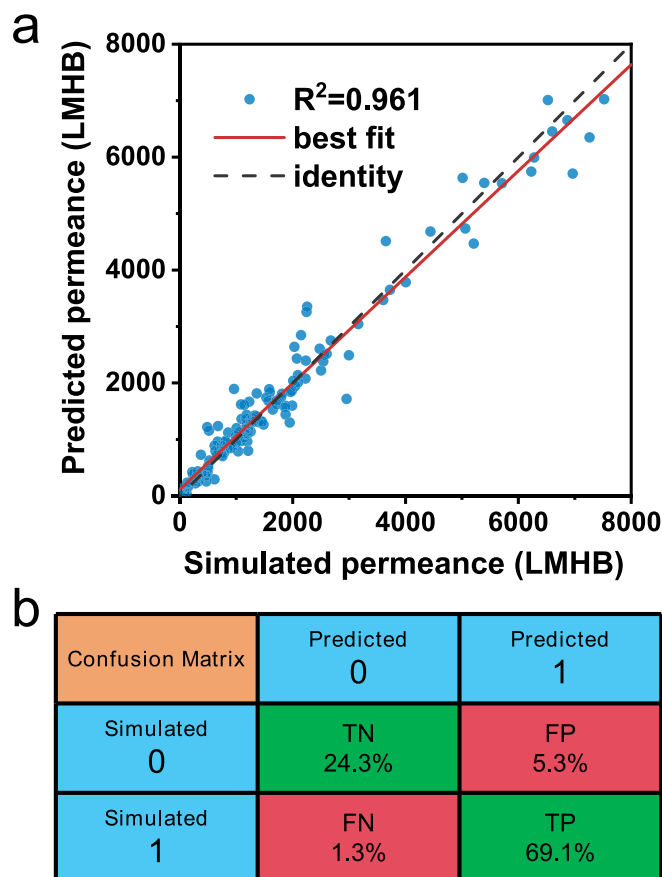 a
8000
6000
4000
2000
0
Predicted permeance (LMHB)
R²=0.961
best fit
identity
0 2000 4000 6000 8000
Simulated permeance (LMHB)
b
Confusion Matrix
Predicted
0
Predicted
1
Simulated
0
TN
24.3%
FP
5.3%
Simulated
1
FN
1.3%
TP
69.1%